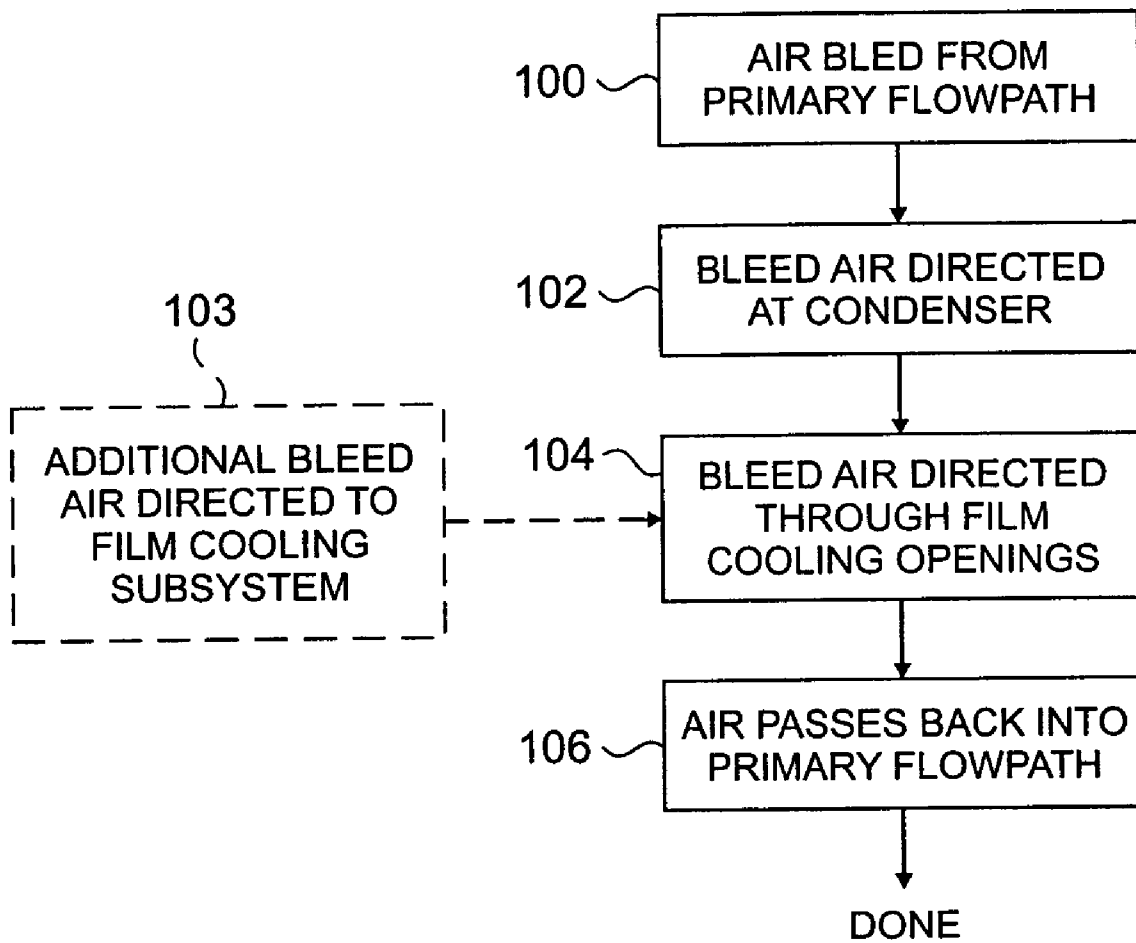 100
AIR BLED FROM
PRIMARY FLOWPATH
102
BLEED AIR DIRECTED
AT CONDENSER
103
ADDITIONAL BLEED
AIR DIRECTED TO
FILM COOLING
SUBSYSTEM
104
BLEED AIR DIRECTED
THROUGH FILM
COOLING OPENINGS
106
AIR PASSES BACK INTO
PRIMARY FLOWPATH
DONE